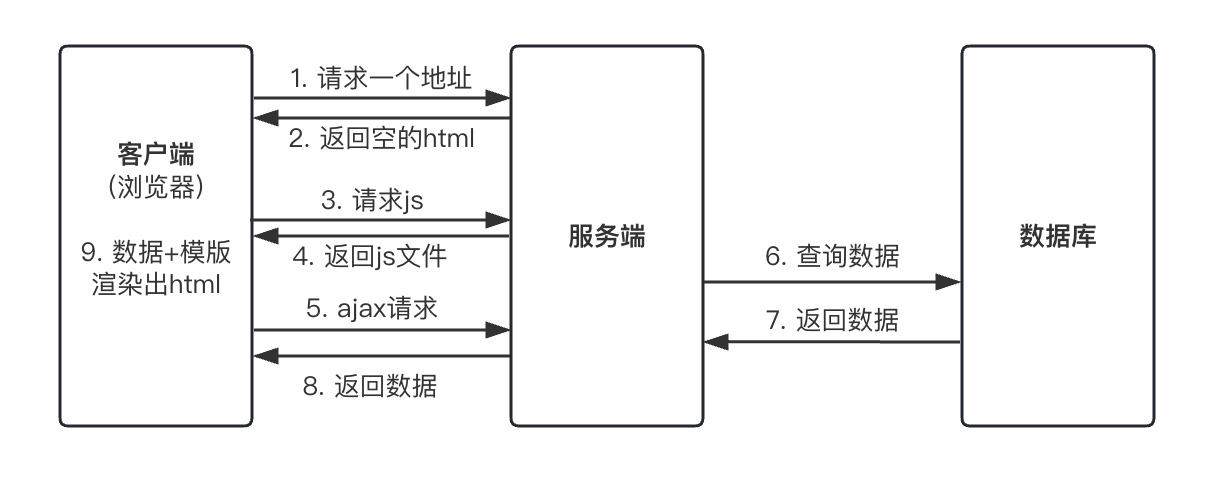 1. 请求一个地址
2. 返回空的html
客户端
（浏览器）
3. 请求js
服务端
数据库
9. 数据+模版
渲染出html
4. 返回js文件
6. 查询数据
5. ajax请求
7. 返回数据
8. 返回数据